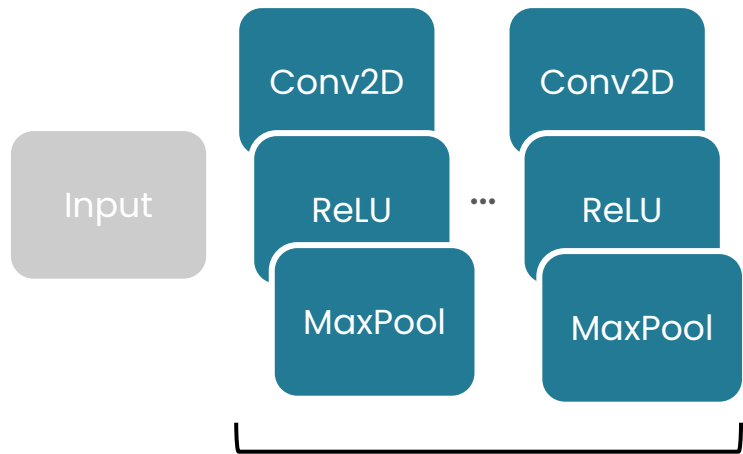 Input
Conv2D
ReLU
MaxPool
...
Conv2D
ReLU
MaxPool